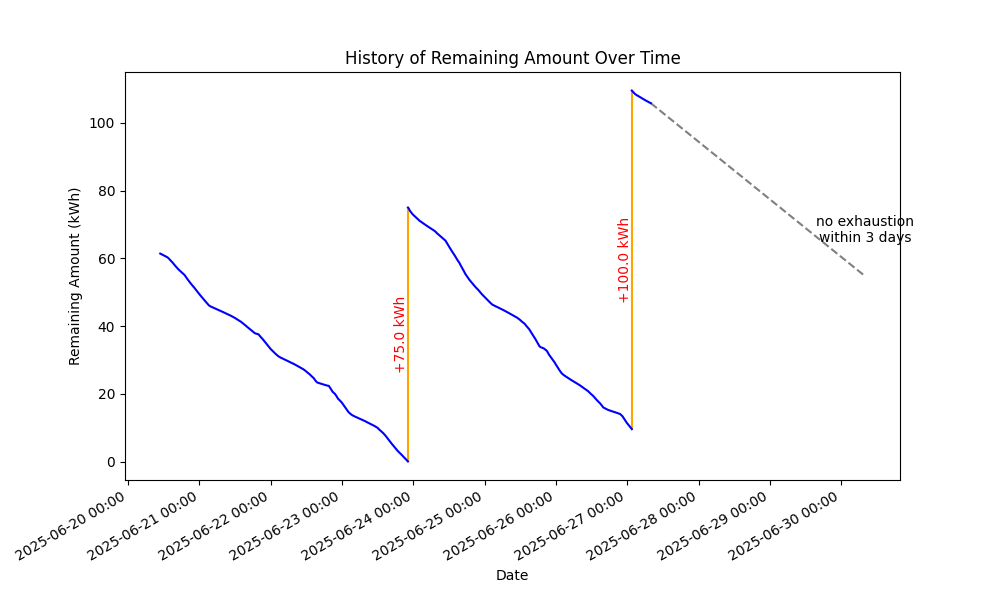 History of Remaining Amount Over Time
Remaining Amount (kWh)
100
80
60
40
20
0
+75.0 kWh
+100.0 kWh
no exhaustion
within 3 days
2025-06-20 00:00
2025-06-21 00:00
2025-06-22 00:00
2025-06-23 00:00
2025-06-24 00:00
2025-06-25 00:00
2025-06-26 00:00
2025-06-27 00:00
2025-06-28 00:00
2025-06-29 00:00
2025-06-30 00:00
Date